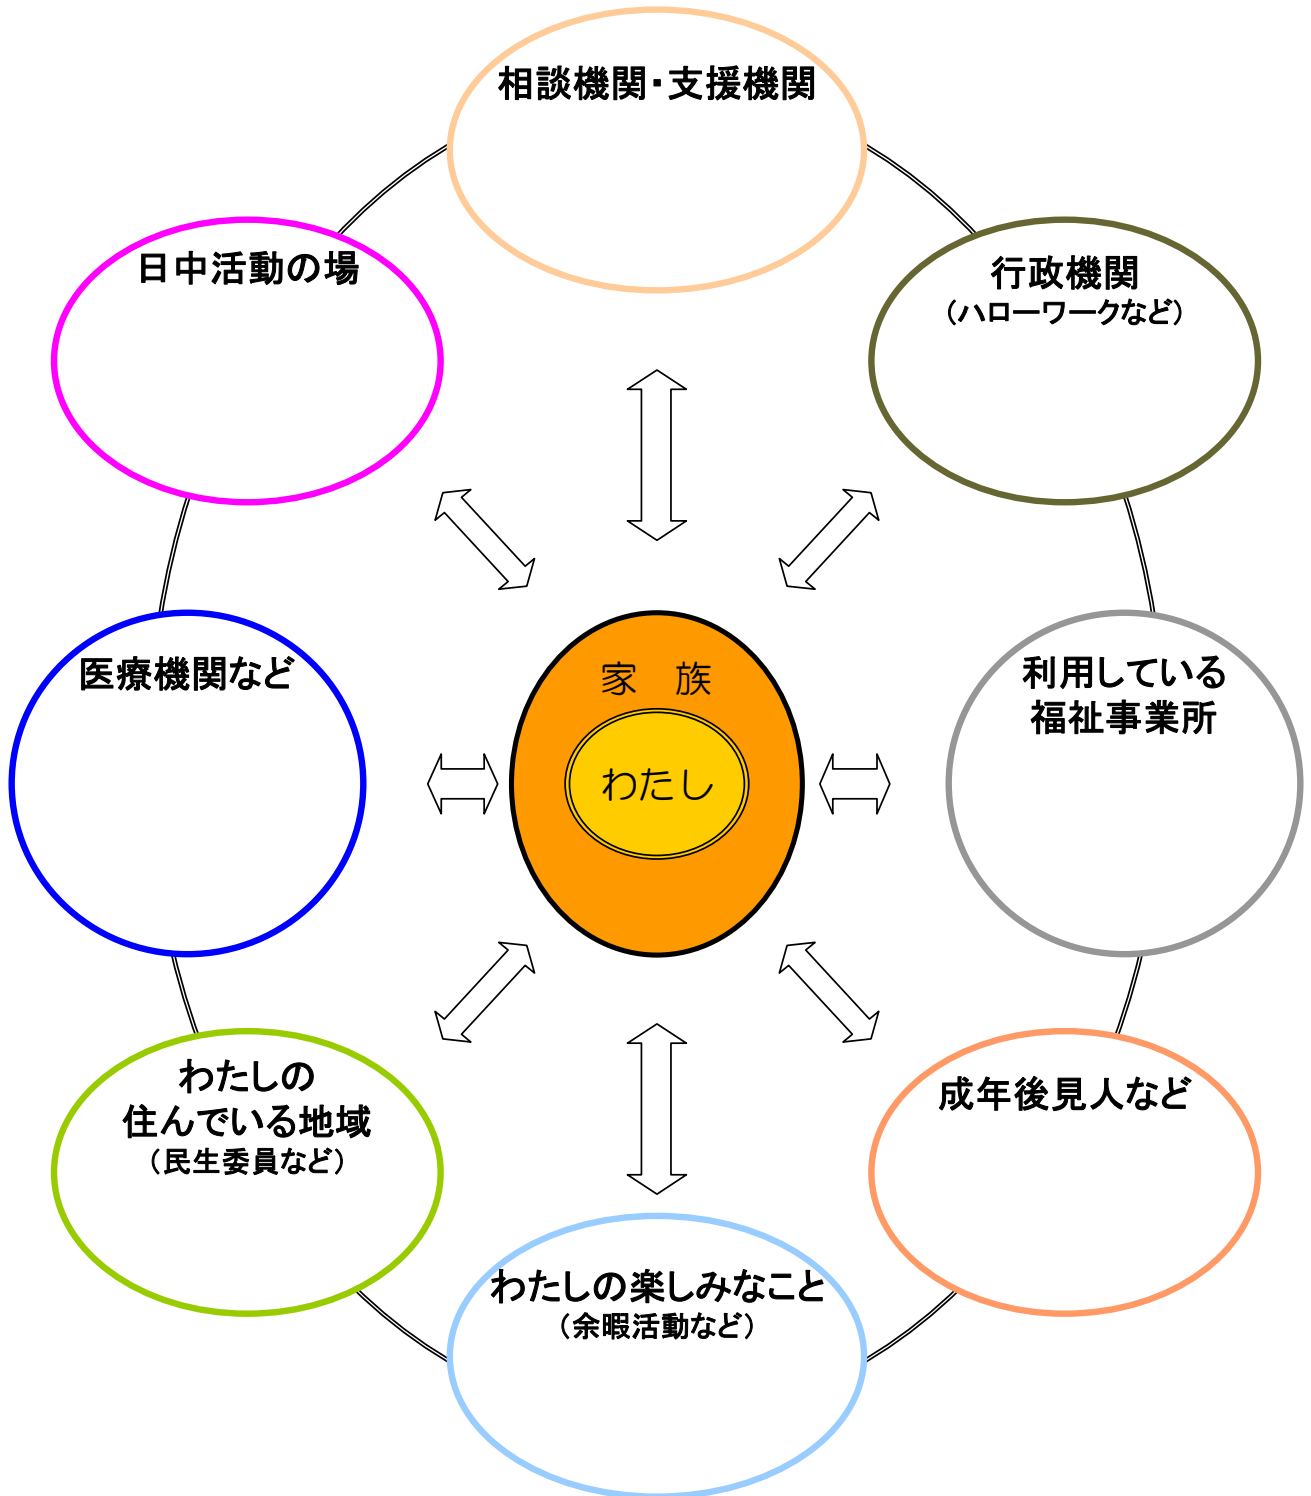 相談機関・支援機関
日中活動の場
行政機関
（ハローワークなど）
医療機関など
家　族
わたし
利用している
福祉事業所
わたしの
住んでいる地域
（民生委員など）
成年後見人など
わたしの楽しみなこと
（余暇活動など）